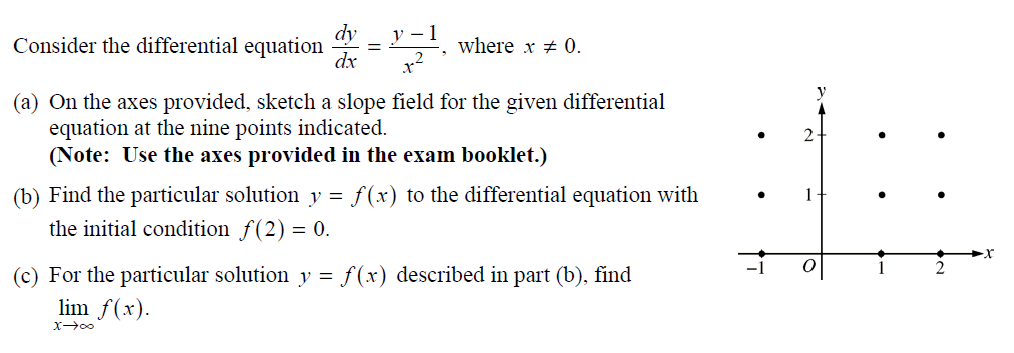 Consider the differential equation dy/dx = (y − 1)/x², where x ≠ 0.
(a) On the axes provided, sketch a slope field for the given differential
equation at the nine points indicated.
(Note: Use the axes provided in the exam booklet.)
(b) Find the particular solution y = f(x) to the differential equation with
the initial condition f(2) = 0.
(c) For the particular solution y = f(x) described in part (b), find
lim f(x).
x→∞
y
2
1
−1 O 1 2 x